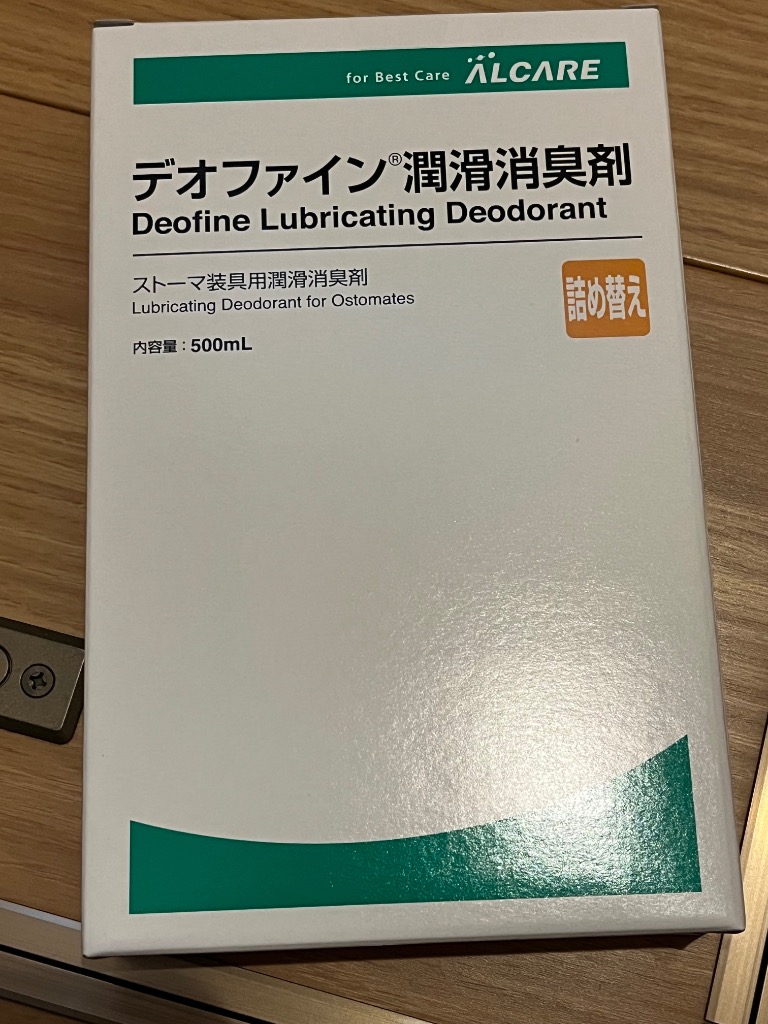 for Best Care ALCARE
デオファイン®潤滑消臭剤
Deofine Lubricating Deodorant
ストーマ装具用潤滑消臭剤
Lubricating Deodorant for Ostomates
詰め替え
内容量：500mL